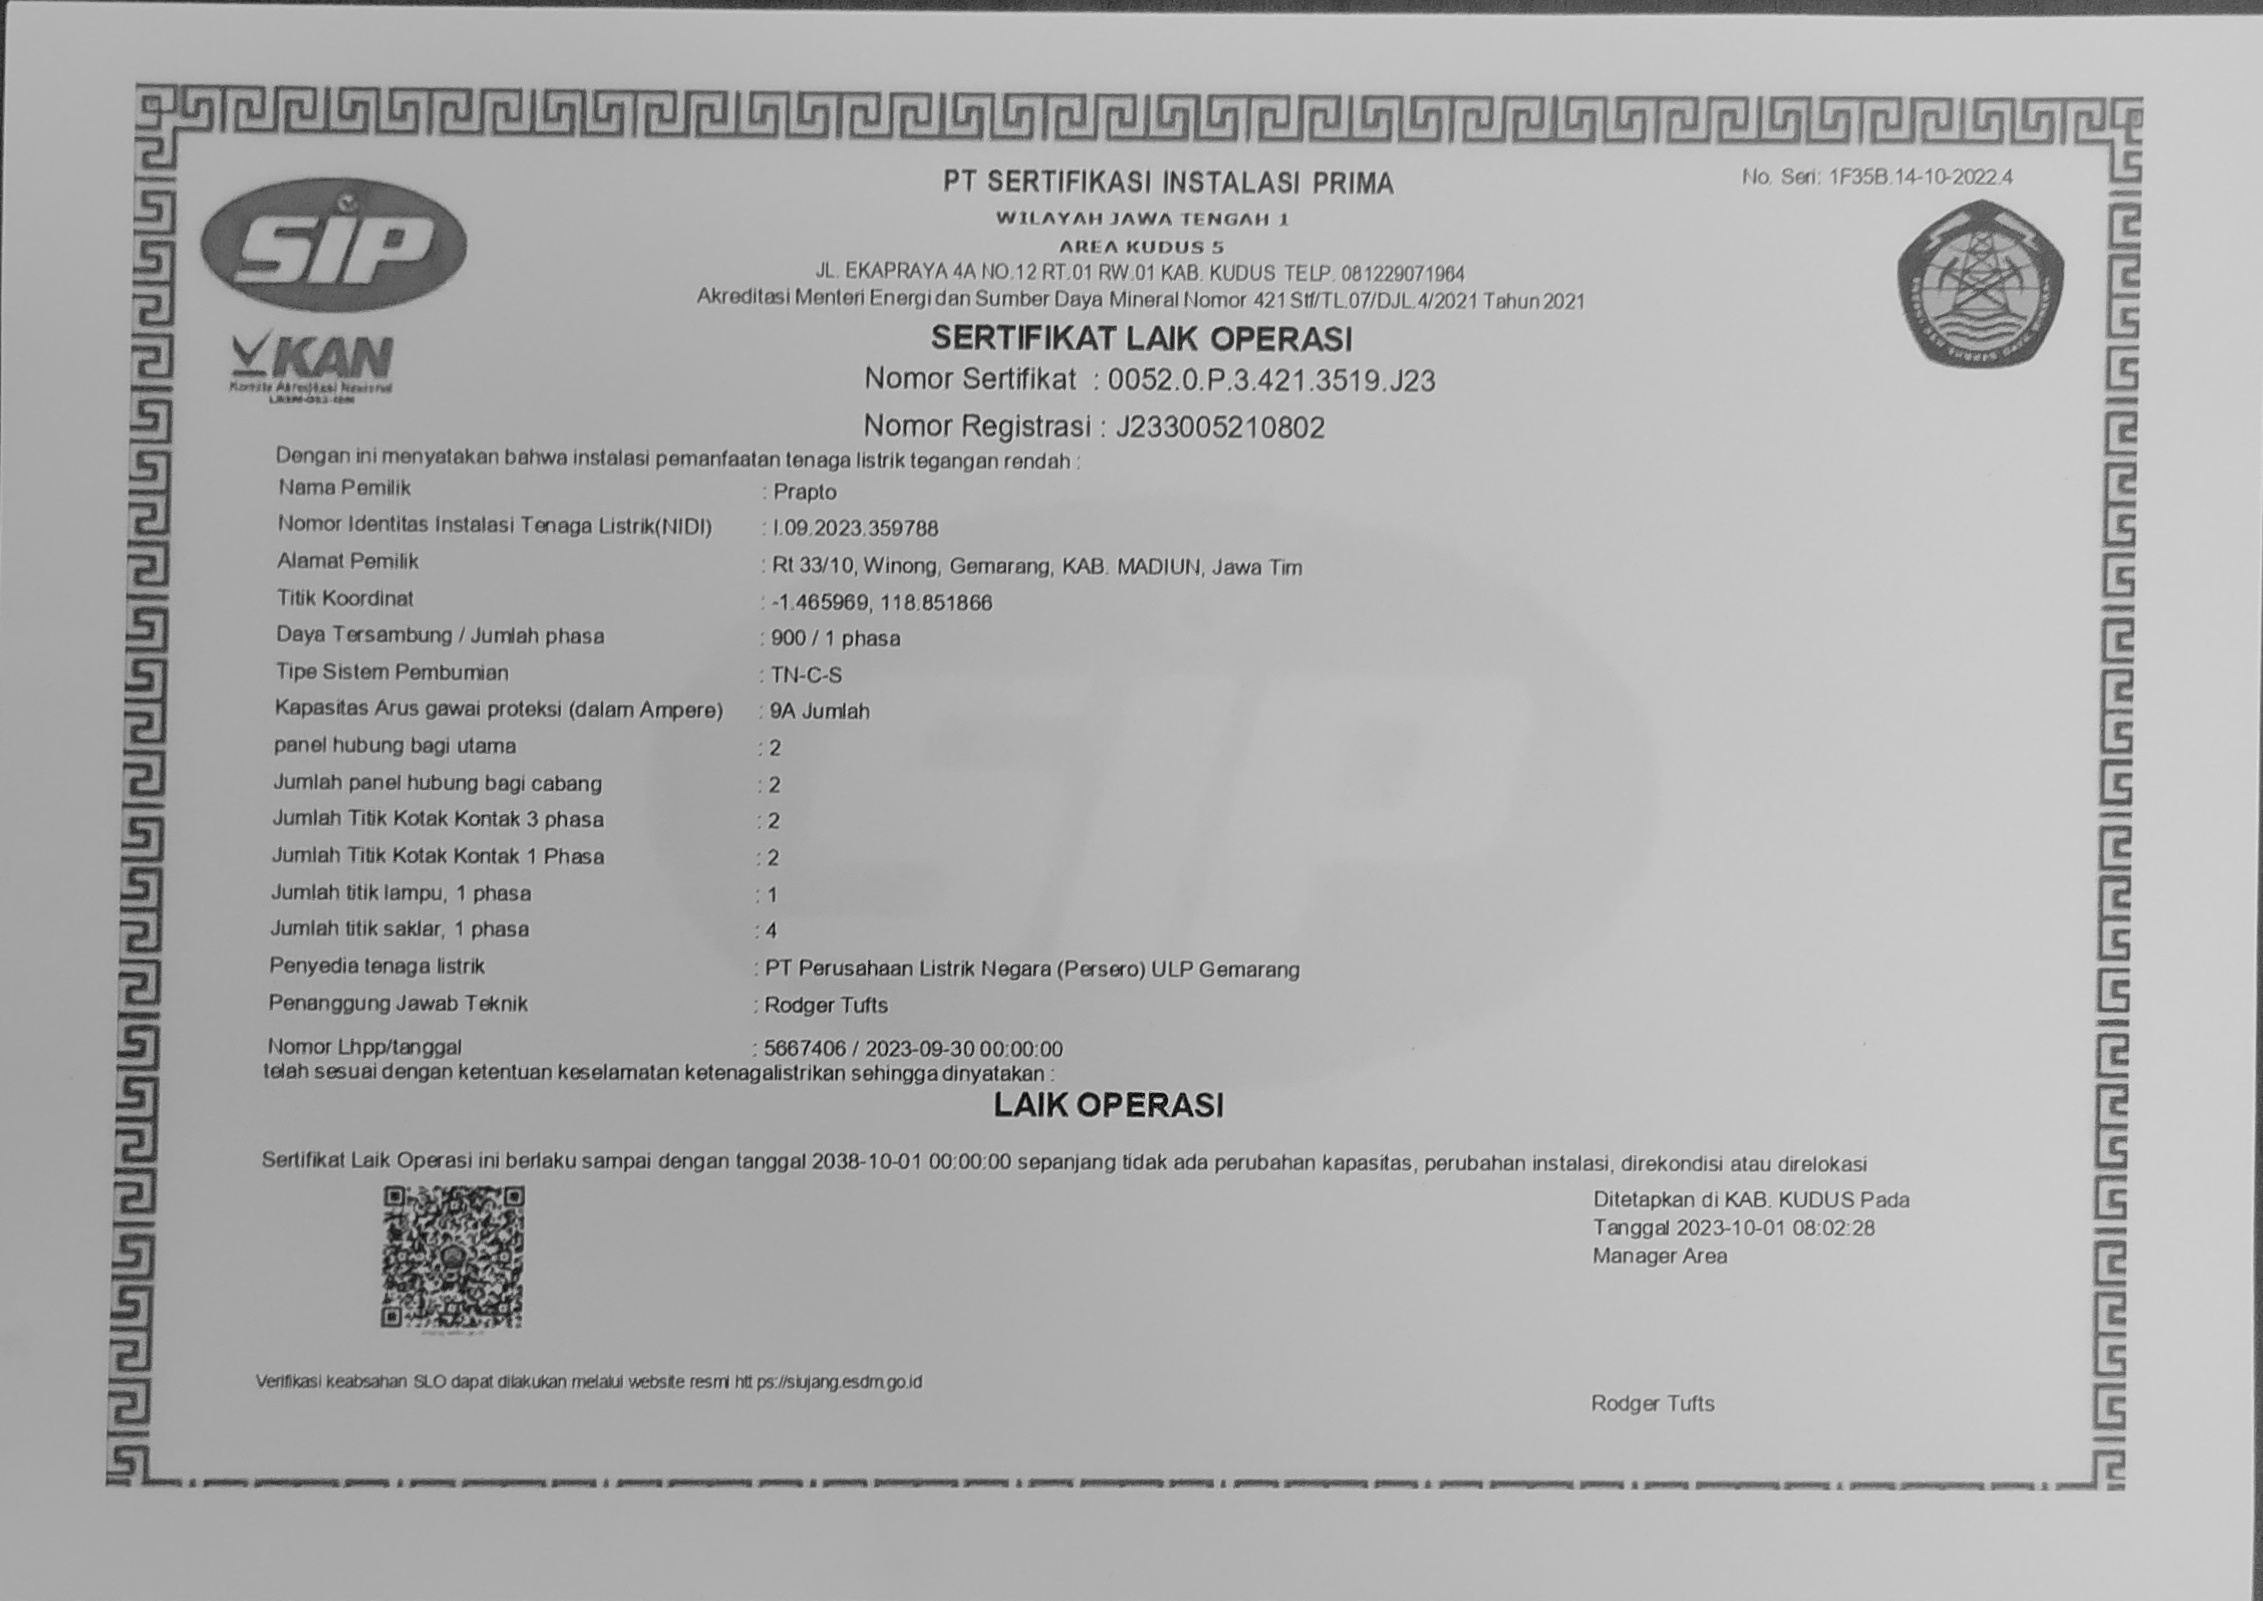 PT SERTIFIKASI INSTALASI PRIMA
No. Seri: 1F35B.14-10-2022.4
WILAYAH JAWA TENGAH 1
AREA KUDUS 5
JL. EKAPRAYA 4A NO.12 RT.01 RW.01 KAB. KUDUS TELP. 081229071964
Akreditasi Menteri Energi dan Sumber Daya Mineral Nomor 421 Stf/TL.07/DJL.4/2021 Tahun 2021
SIP
KAN
Komite Akreditasi Nasional
SERTIFIKAT LAIK OPERASI
Nomor Sertifikat : 0052.0.P.3.421.3519.J23
Nomor Registrasi : J233005210802
Dengan ini menyatakan bahwa instalasi pemanfaatan tenaga listrik tegangan rendah :
Nama Pemilik : Prapto
Nomor Identitas Instalasi Tenaga Listrik(NIDI) : I.09.2023.359788
Alamat Pemilik : Rt 33/10, Winong, Gemarang, KAB. MADIUN, Jawa Tim
Titik Koordinat : -1.465969, 118.851866
Daya Tersambung / Jumlah phasa : 900 / 1 phasa
Tipe Sistem Pembumian : TN-C-S
Kapasitas Arus gawai proteksi (dalam Ampere) : 9A Jumlah
panel hubung bagi utama : 2
Jumlah panel hubung bagi cabang : 2
Jumlah Titik Kotak Kontak 3 phasa : 2
Jumlah Titik Kotak Kontak 1 Phasa : 2
Jumlah titik lampu, 1 phasa : 1
Jumlah titik saklar, 1 phasa : 4
Penyedia tenaga listrik : PT Perusahaan Listrik Negara (Persero) ULP Gemarang
Penanggung Jawab Teknik : Rodger Tufts
Nomor Lhpp/tanggal : 5667406 / 2023-09-30 00:00:00
telah sesuai dengan ketentuan keselamatan ketenagalistrikan sehingga dinyatakan :
LAIK OPERASI
Sertifikat Laik Operasi ini berlaku sampai dengan tanggal 2038-10-01 00:00:00 sepanjang tidak ada perubahan kapasitas, perubahan instalasi, direkondisi atau direlokasi
Ditetapkan di KAB. KUDUS Pada
Tanggal 2023-10-01 08:02:28
Manager Area
Verifikasi keabsahan SLO dapat dilakukan melalui website resmi htt ps://siujang.esdm.go.id
Rodger Tufts